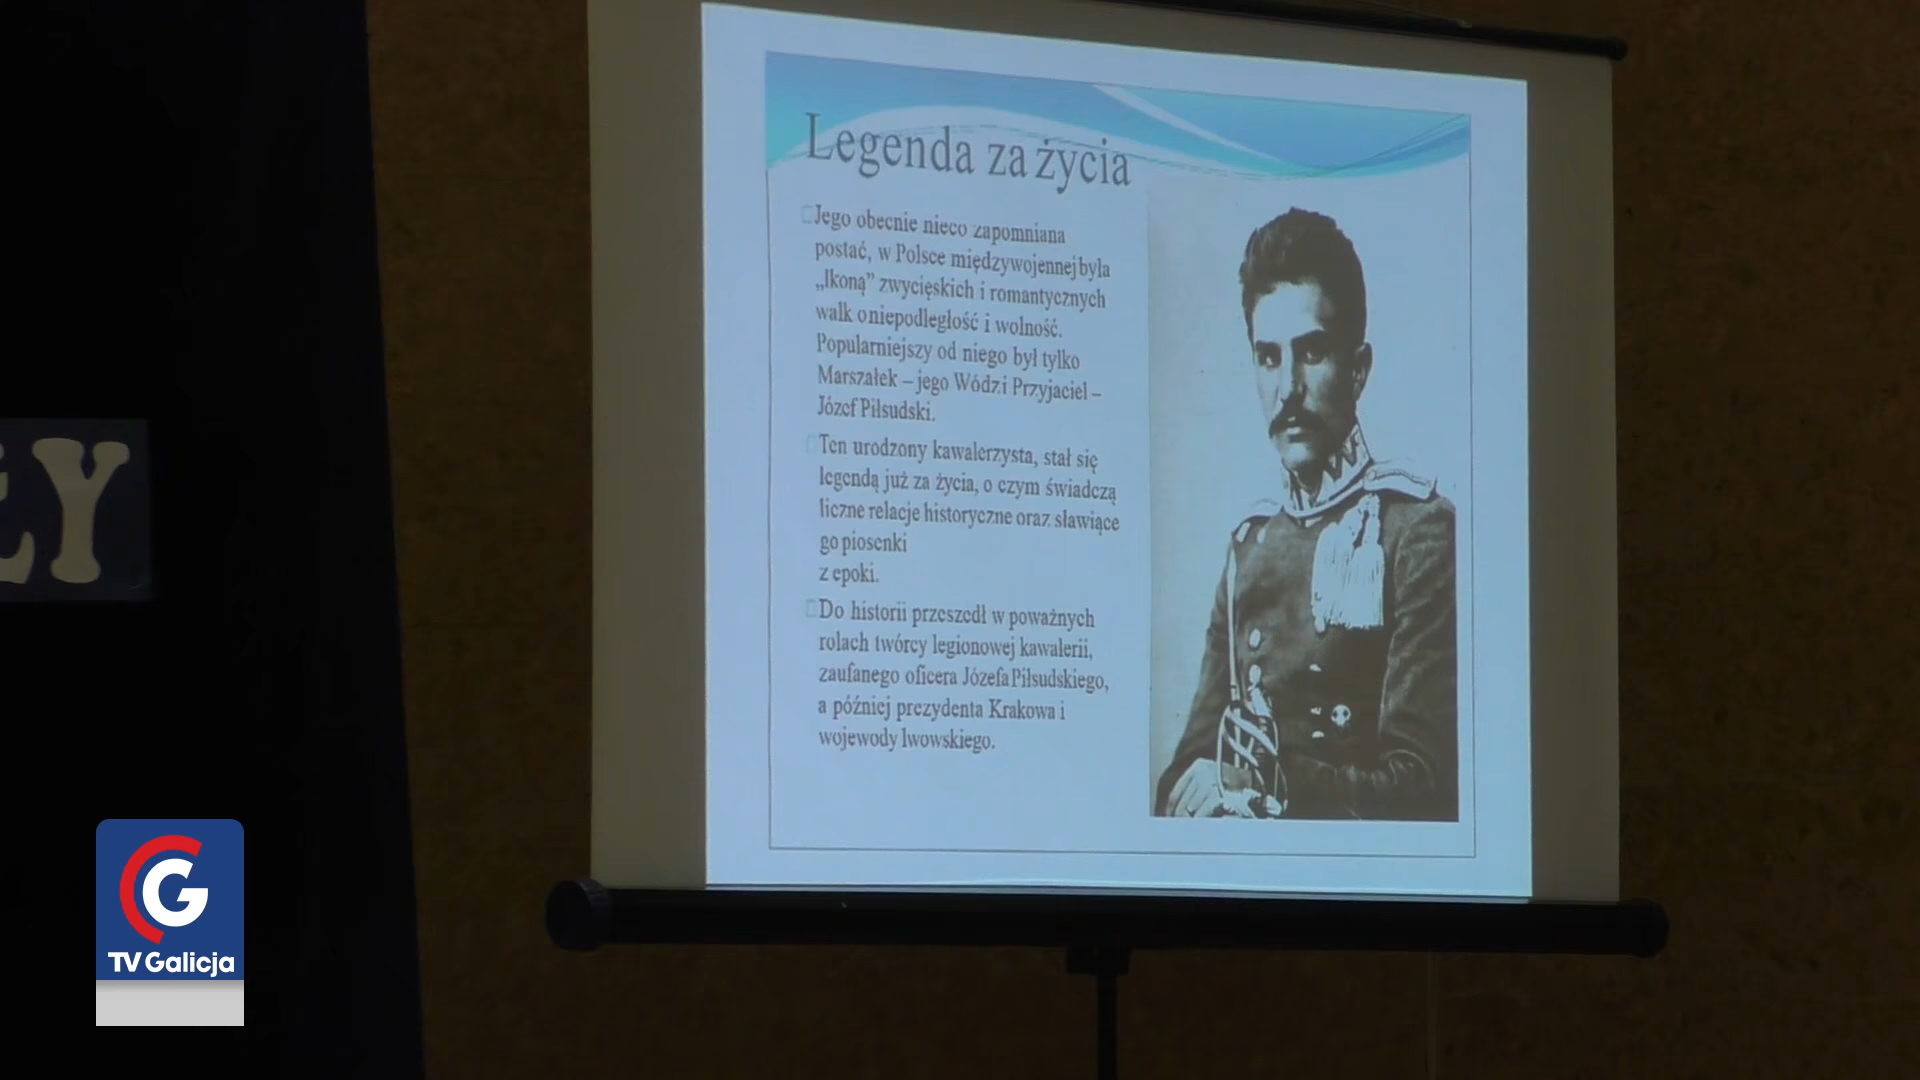 Legenda za życia
Jego obecnie nieco zapomniana
postać, w Polsce międzywojennej była
„Ikoną” zwycięskich i romantycznych
walk o niepodległość i wolność.
Popularniejszy od niego był tylko
Marszałek – jego Wódz i Przyjaciel –
Józef Piłsudski.
Ten urodzony kawalerzysta, stał się
legendą już za życia, o czym świadczą
liczne relacje historyczne oraz sławiące
go piosenki
z epoki.
Do historii przeszedł w poważnych
rolach twórcy legionowej kawalerii,
zaufanego oficera Józefa Piłsudskiego,
a później prezydenta Krakowa i
wojewody lwowskiego.
ŁY
G
TV Galicja